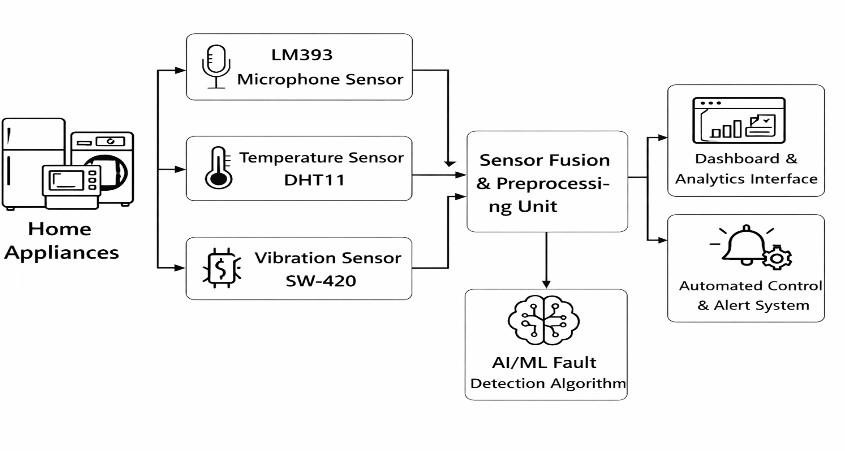 Home
Appliances
LM393
Microphone Sensor
Temperature Sensor
DHT11
Vibration Sensor
SW-420
Sensor Fusion
& Preprocessi-
ng Unit
AI/ML Fault
Detection Algorithm
Dashboard &
Analytics Interface
Automated Control
& Alert System